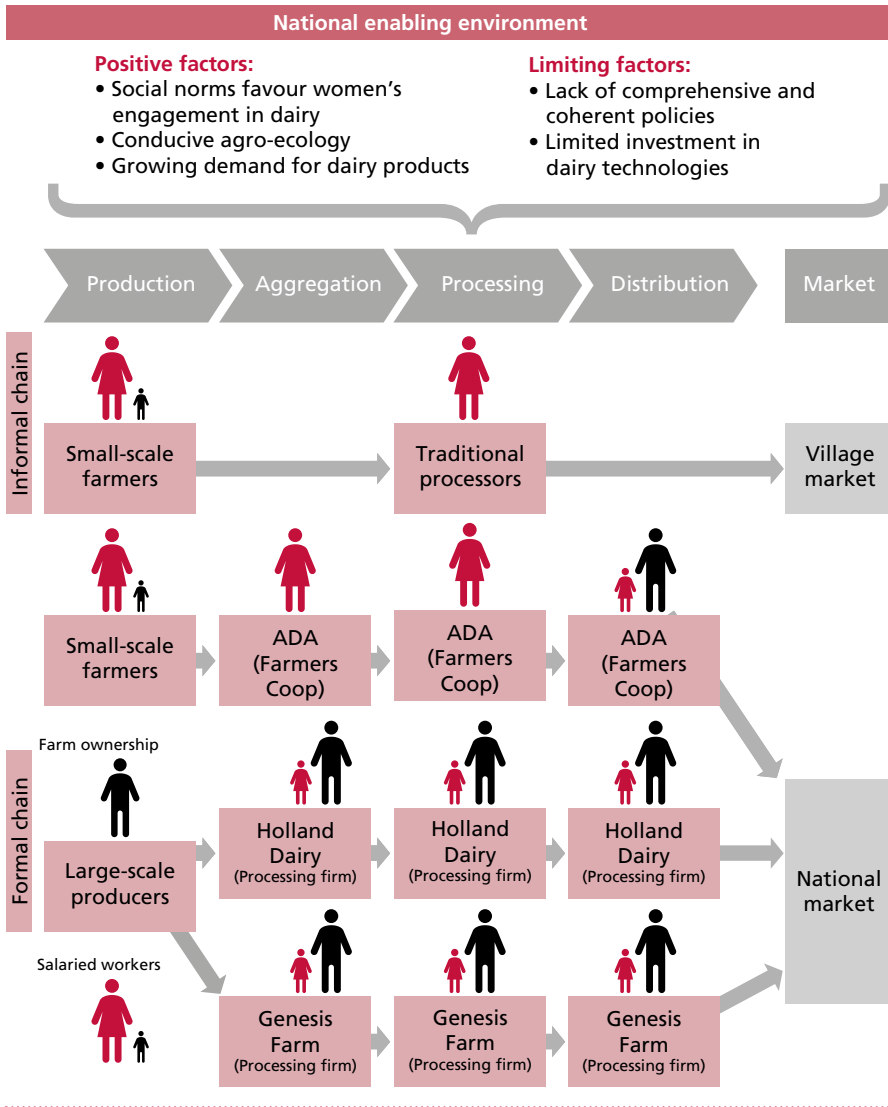 National enabling environment
Positive factors:
• Social norms favour women's
engagement in dairy
• Conducive agro-ecology
• Growing demand for dairy products
Limiting factors:
• Lack of comprehensive and
coherent policies
• Limited investment in
dairy technologies
Production
Aggregation
Processing
Distribution
Market
Informal chain
Small-scale
farmers
Traditional
processors
Village
market
Small-scale
farmers
ADA
(Farmers
Coop)
ADA
(Farmers
Coop)
ADA
(Farmers
Coop)
Formal chain
Farm ownership
Large-scale
producers
Salaried workers
Holland
Dairy
(Processing firm)
Holland
Dairy
(Processing firm)
Holland
Dairy
(Processing firm)
National
market
Genesis
Farm
(Processing firm)
Genesis
Farm
(Processing firm)
Genesis
Farm
(Processing firm)